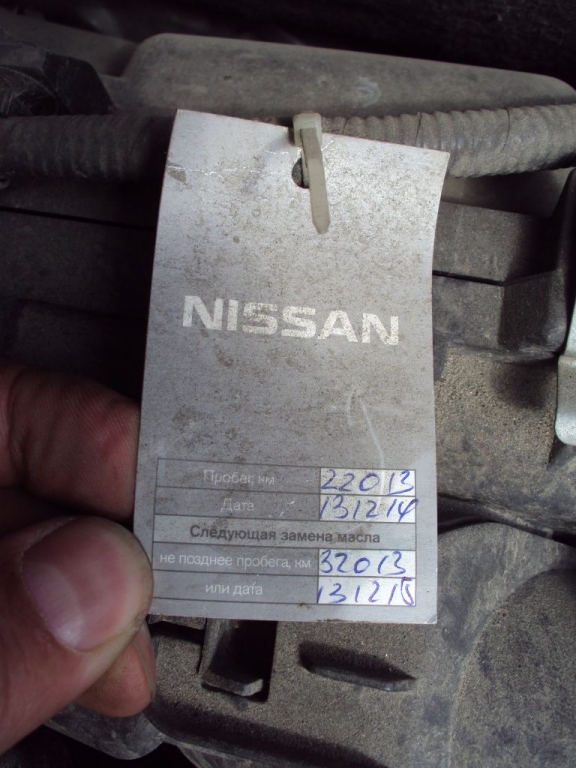 NISSAN
Пробег, км 22013
Дата 131214
Следующая замена масла
не позднее пробега, км 32013
или дата 131215